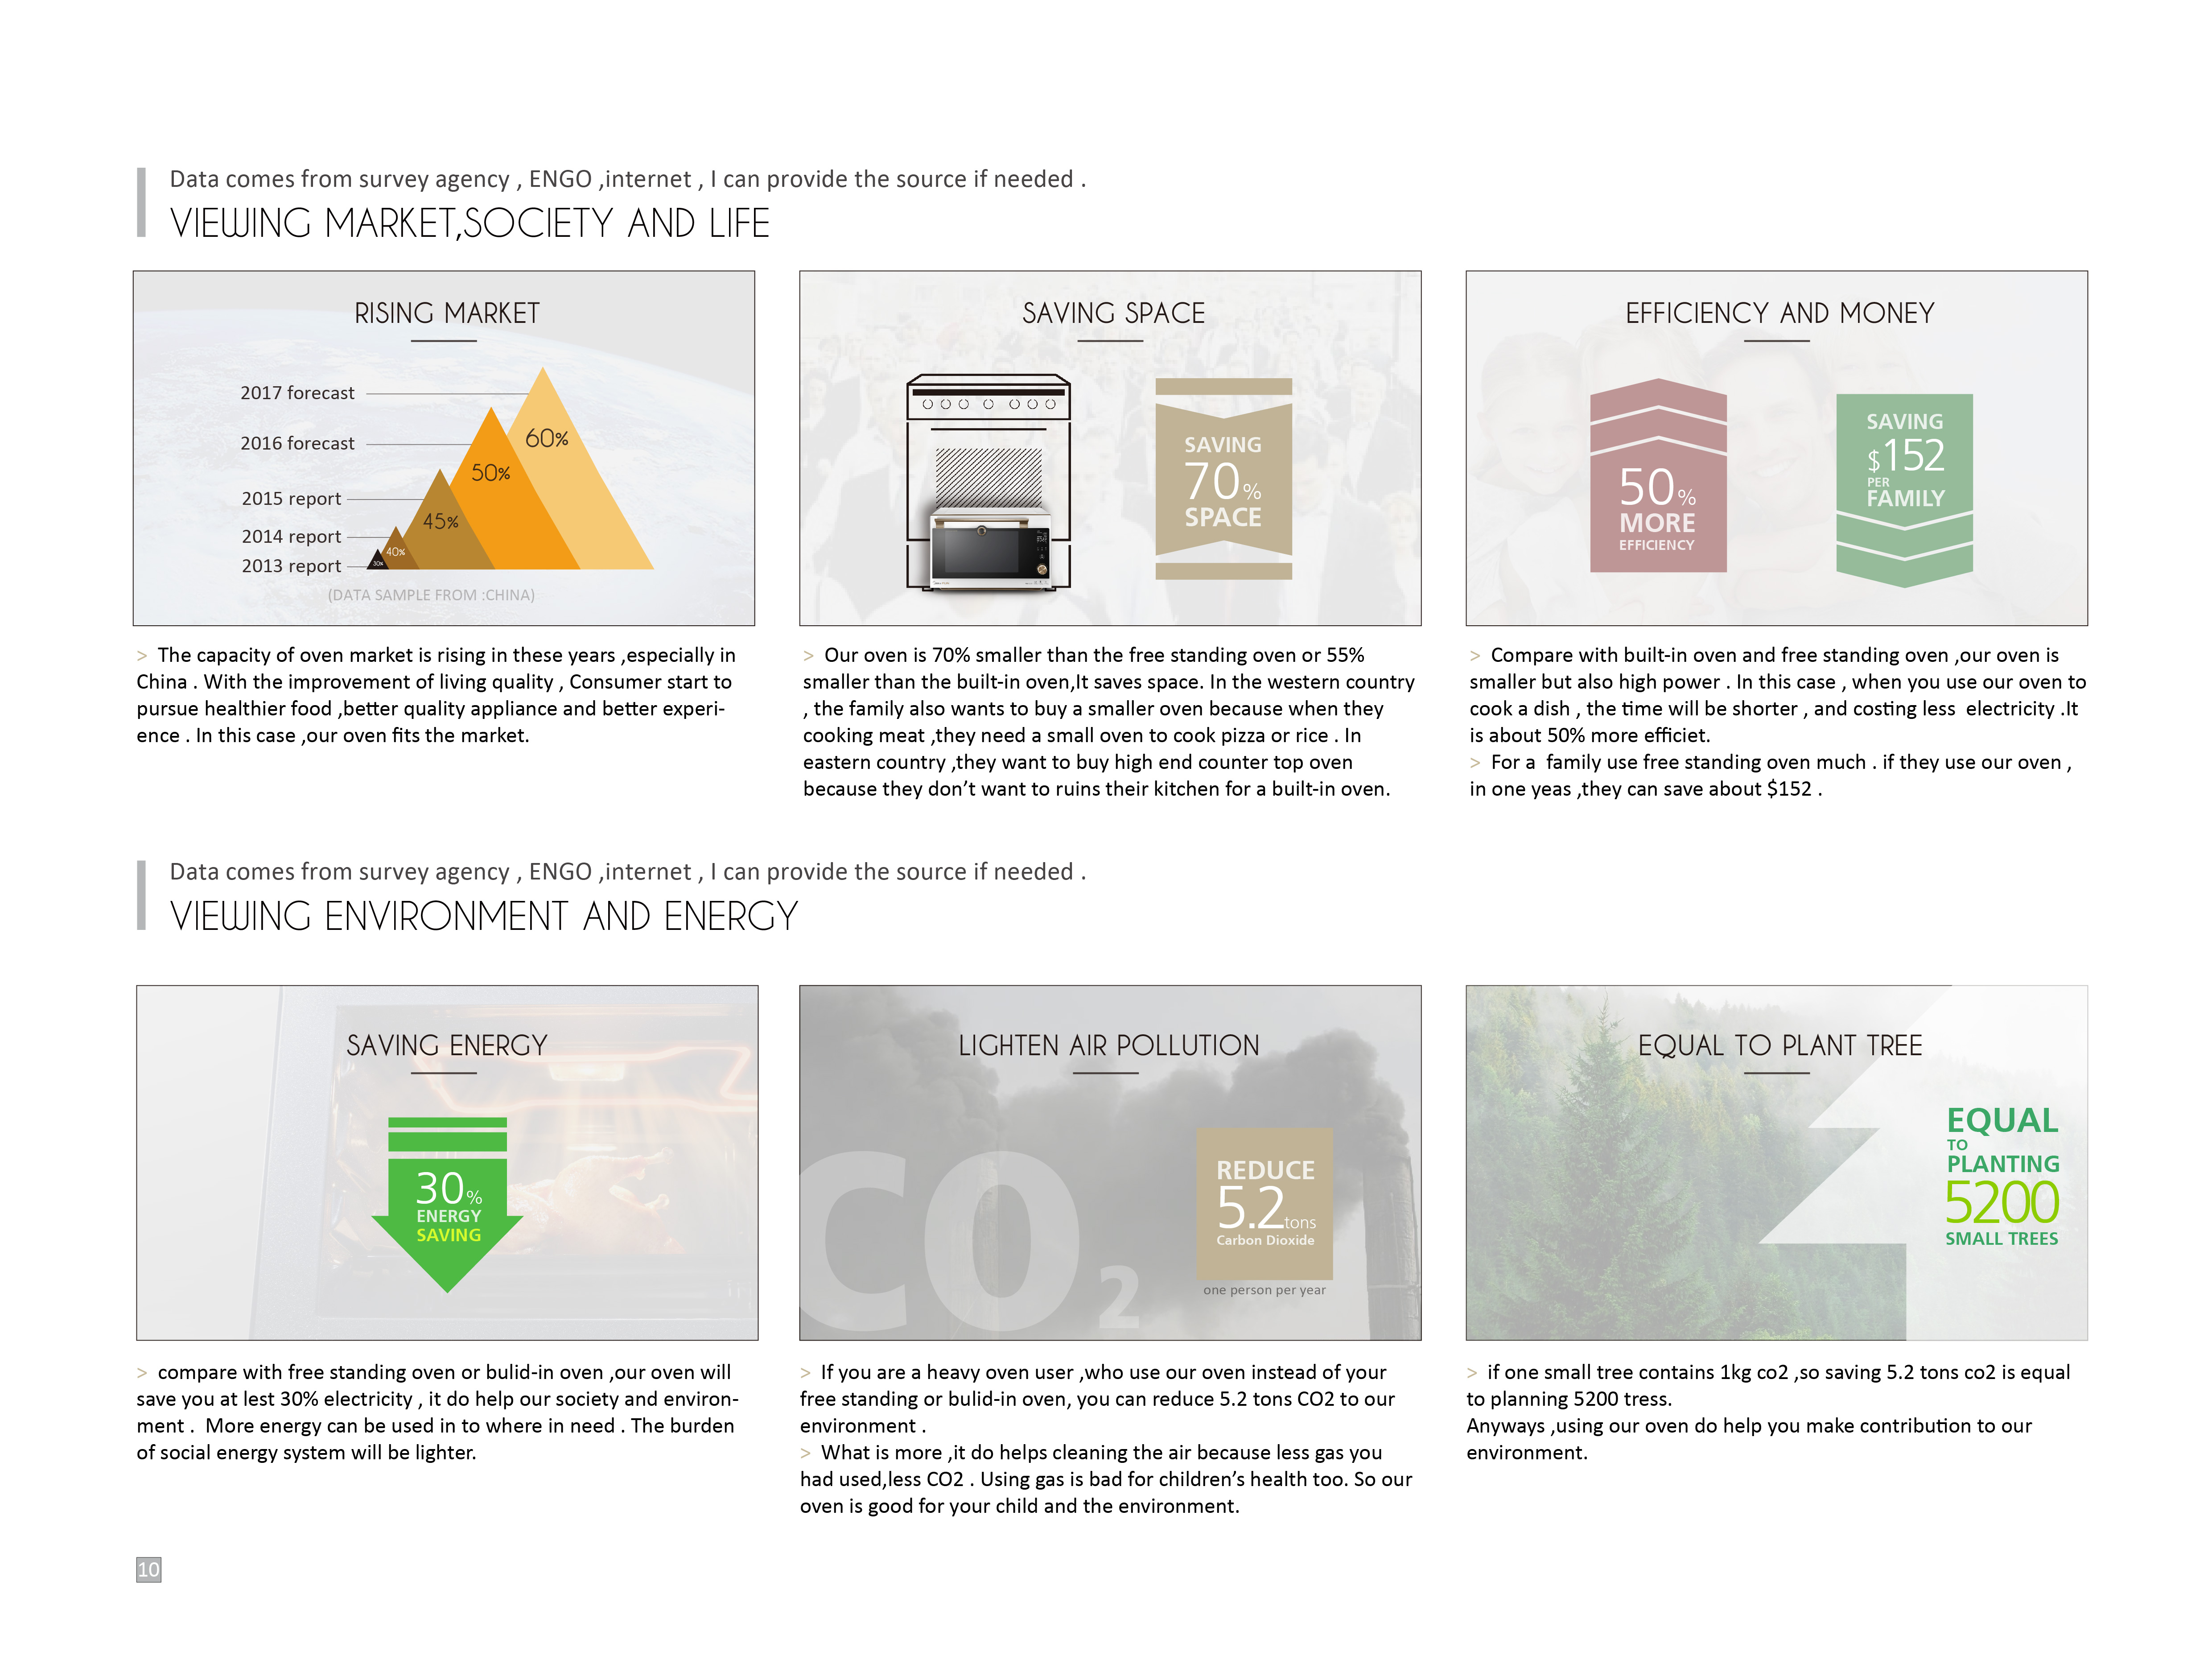 Data comes from survey agency , ENGO ,internet , I can provide the source if needed .
VIEWING MARKET,SOCIETY AND LIFE
RISING MARKET
2017 forecast
2016 forecast
2015 report
2014 report
2013 report
60%
50%
45%
40%
30%
(DATA SAMPLE FROM :CHINA)
> The capacity of oven market is rising in these years ,especially in
China . With the improvement of living quality , Consumer start to
pursue healthier food ,better quality appliance and better experi-
ence . In this case ,our oven fits the market.
SAVING SPACE
SAVING
70%
SPACE
> Our oven is 70% smaller than the free standing oven or 55%
smaller than the built-in oven,It saves space. In the western country
, the family also wants to buy a smaller oven because when they
cooking meat ,they need a small oven to cook pizza or rice . In
eastern country ,they want to buy high end counter top oven
because they don’t want to ruins their kitchen for a built-in oven.
EFFICIENCY AND MONEY
50%
MORE
EFFICIENCY
SAVING
$152
PER
FAMILY
> Compare with built-in oven and free standing oven ,our oven is
smaller but also high power . In this case , when you use our oven to
cook a dish , the time will be shorter , and costing less electricity .It
is about 50% more efficiet.
> For a family use free standing oven much . if they use our oven ,
in one yeas ,they can save about $152 .
Data comes from survey agency , ENGO ,internet , I can provide the source if needed .
VIEWING ENVIRONMENT AND ENERGY
SAVING ENERGY
30%
ENERGY
SAVING
> compare with free standing oven or bulid-in oven ,our oven will
save you at lest 30% electricity , it do help our society and environ-
ment . More energy can be used in to where in need . The burden
of social energy system will be lighter.
LIGHTEN AIR POLLUTION
CO2
REDUCE
5.2tons
Carbon Dioxide
one person per year
> If you are a heavy oven user ,who use our oven instead of your
free standing or bulid-in oven, you can reduce 5.2 tons CO2 to our
environment .
> What is more ,it do helps cleaning the air because less gas you
had used,less CO2 . Using gas is bad for children’s health too. So our
oven is good for your child and the environment.
EQUAL TO PLANT TREE
EQUAL
TO
PLANTING
5200
SMALL TREES
> if one small tree contains 1kg co2 ,so saving 5.2 tons co2 is equal
to planning 5200 tress.
Anyways ,using our oven do help you make contribution to our
environment.
10